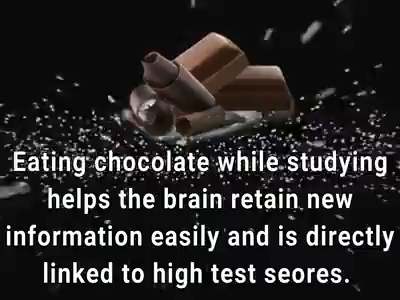 Eating chocolate while studying
helps the brain retain new
information easily and is directly
linked to high test seores.